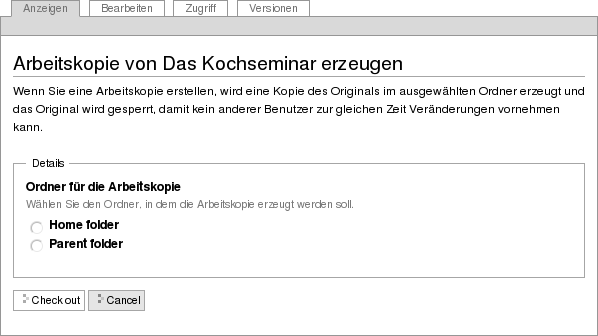 Anzeigen Bearbeiten Zugriff Versionen
Arbeitskopie von Das Kochseminar erzeugen
Wenn Sie eine Arbeitskopie erstellen, wird eine Kopie des Originals im ausgewählten Ordner erzeugt und
das Original wird gesperrt, damit kein anderer Benutzer zur gleichen Zeit Veränderungen vornehmen
kann.
Details
Ordner für die Arbeitskopie
Wählen Sie den Ordner, in dem die Arbeitskopie erzeugt werden soll.
Home folder
Parent folder
Check out Cancel